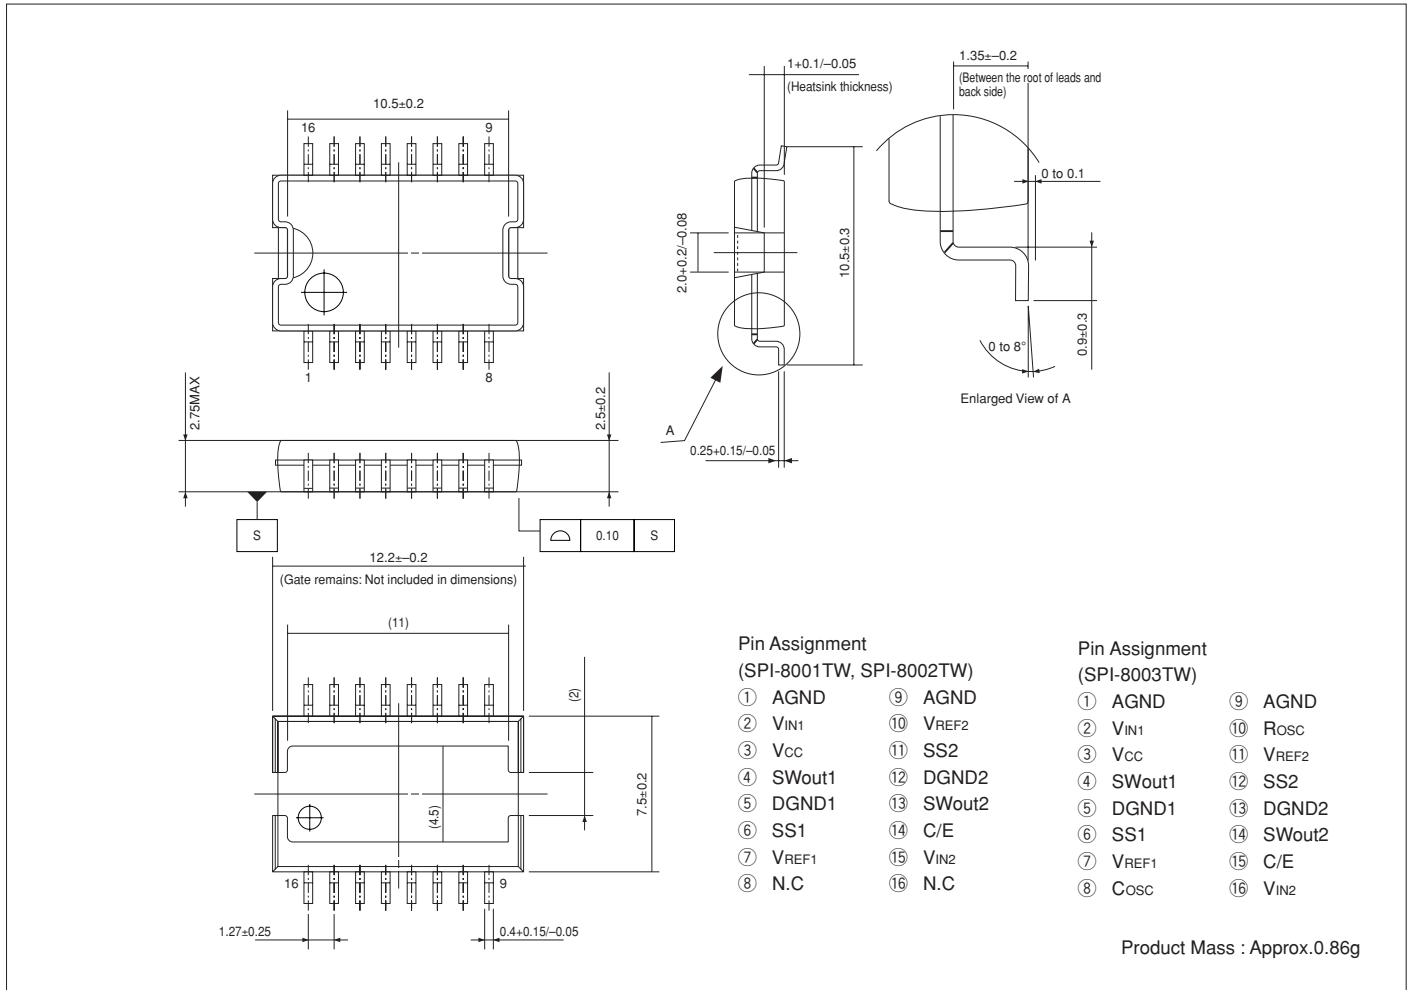 10.5±0.2
16
9
1
8
1+0.1/–0.05
(Heatsink thickness)
2.0+0.2/–0.08
10.5±0.3
A
0.25+0.15/–0.05
1.35±–0.2
(Between the root of leads and
back side)
0 to 0.1
0.9±0.3
0 to 8°
Enlarged View of A
2.75MAX
2.5±0.2
S
0.10
S
12.2±–0.2
(Gate remains: Not included in dimensions)
(11)
(2)
(4.5)
7.5±0.2
16
9
1.27±0.25
0.4+0.15/–0.05
Pin Assignment
(SPI-8001TW, SPI-8002TW)
① AGND ⑨ AGND
② VIN1 ⑩ VREF2
③ VCC ⑪ SS2
④ SWout1 ⑫ DGND2
⑤ DGND1 ⑬ SWout2
⑥ SS1 ⑭ C/E
⑦ VREF1 ⑮ VIN2
⑧ N.C ⑯ N.C
Pin Assignment
(SPI-8003TW)
① AGND ⑨ AGND
② VIN1 ⑩ ROSC
③ VCC ⑪ VREF2
④ SWout1 ⑫ SS2
⑤ DGND1 ⑬ DGND2
⑥ SS1 ⑭ SWout2
⑦ VREF1 ⑮ C/E
⑧ COSC ⑯ VIN2
Product Mass : Approx.0.86g